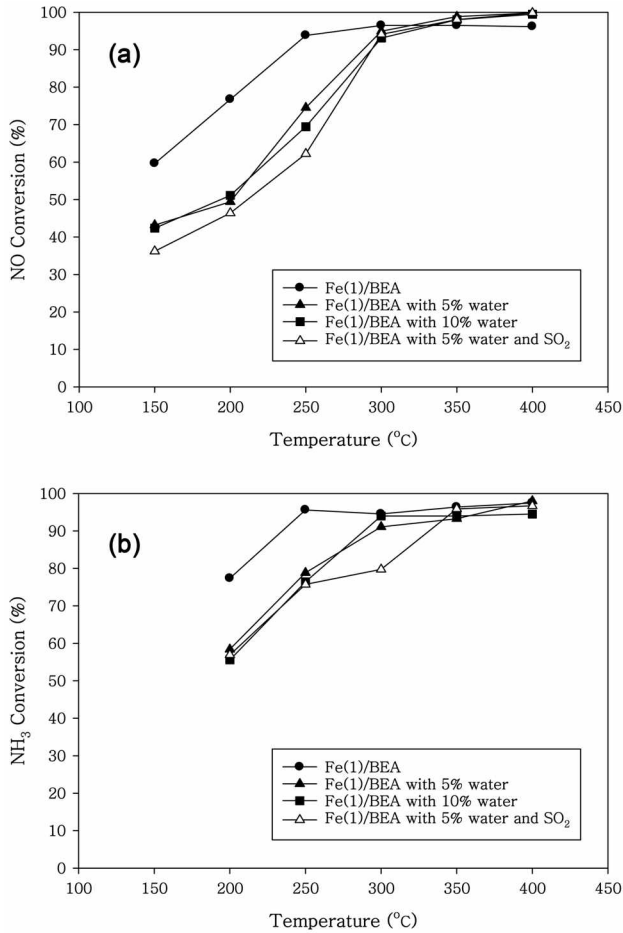 100
90
80
70
60
50
40
30
20
10
0
NO Conversion (%)
(a)
Fe(1)/BEA
Fe(1)/BEA with 5% water
Fe(1)/BEA with 10% water
Fe(1)/BEA with 5% water and SO₂
100 150 200 250 300 350 400 450
Temperature (°C)
100
90
80
70
60
50
40
30
20
10
0
NH₃ Conversion (%)
(b)
Fe(1)/BEA
Fe(1)/BEA with 5% water
Fe(1)/BEA with 10% water
Fe(1)/BEA with 5% water and SO₂
100 150 200 250 300 350 400 450
Temperature (°C)